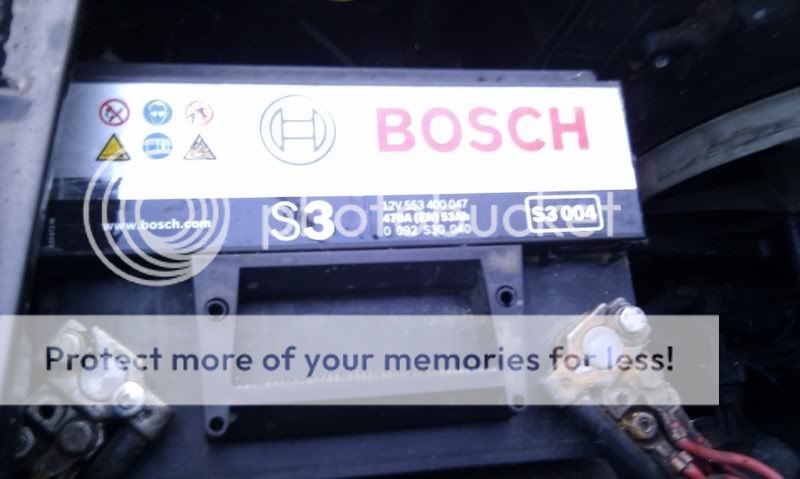 BOSCH
www.bosch.com
S3
12V 553 400 047
470A (EN) 53Ah
0 092 S30 040
S3 004
photobucket
Protect more of your memories for less!